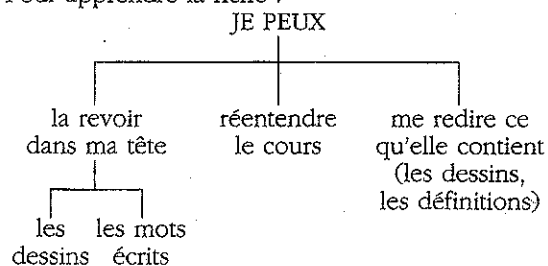 Pour apprendre la fiche :
JE PEUX
la revoir
dans ma tête
réentendre
le cours
me redire ce
qu'elle contient
(les dessins,
les définitions)
les
dessins
les mots
écrits